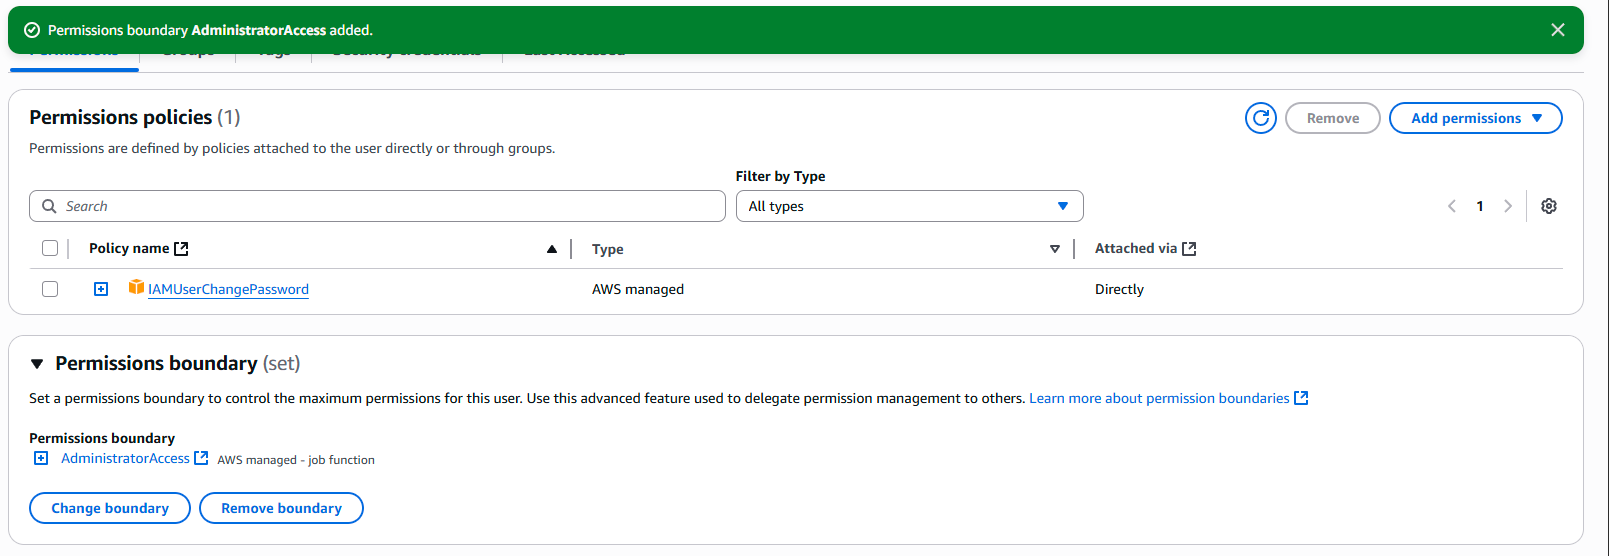 Permissions boundary AdministratorAccess added.
Permissions policies (1)
Remove
Add permissions
Permissions are defined by policies attached to the user directly or through groups.
Filter by Type
Search
All types
1
Policy name
Type
Attached via
IAMUserChangePassword
AWS managed
Directly
Permissions boundary (set)
Set a permissions boundary to control the maximum permissions for this user. Use this advanced feature used to delegate permission management to others. Learn more about permission boundaries
Permissions boundary
AdministratorAccess AWS managed - job function
Change boundary
Remove boundary